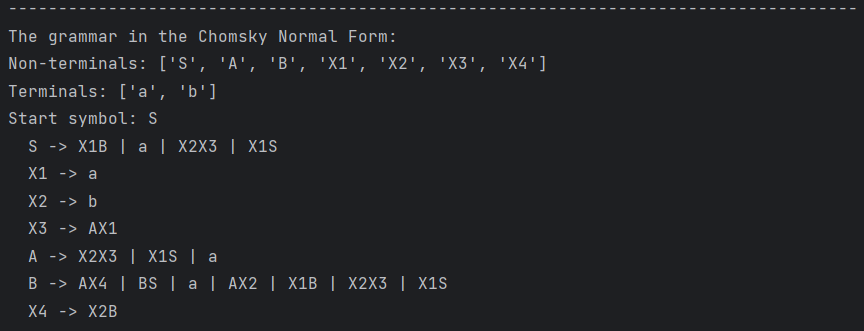 -------------------------------------------------------------------------------------
The grammar in the Chomsky Normal Form:
Non-terminals: ['S', 'A', 'B', 'X1', 'X2', 'X3', 'X4']
Terminals: ['a', 'b']
Start symbol: S
  S -> X1B | a | X2X3 | X1S
  X1 -> a
  X2 -> b
  X3 -> AX1
  A -> X2X3 | X1S | a
  B -> AX4 | BS | a | AX2 | X1B | X2X3 | X1S
  X4 -> X2B